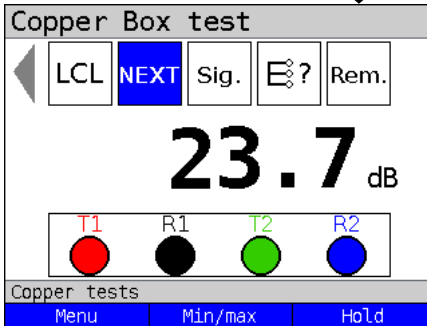 Copper Box test
LCL NEXT Sig. ? Rem.
23.7 dB
T1 R1 T2 R2
Copper tests
Menu Min/max Hold